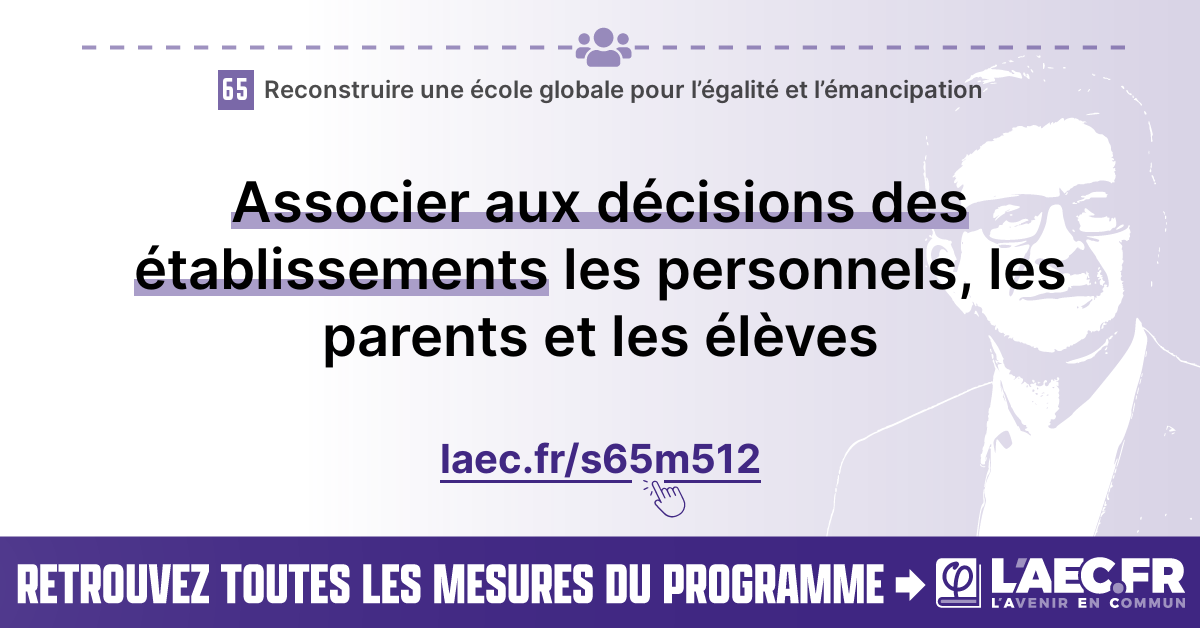 65 Reconstruire une école globale pour l’égalité et l’émancipation
Associer aux décisions des
établissements les personnels, les
parents et les élèves
laec.fr/s65m512
RETROUVEZ TOUTES LES MESURES DU PROGRAMME
L'AEC.FR
L'AVENIR EN COMMUN